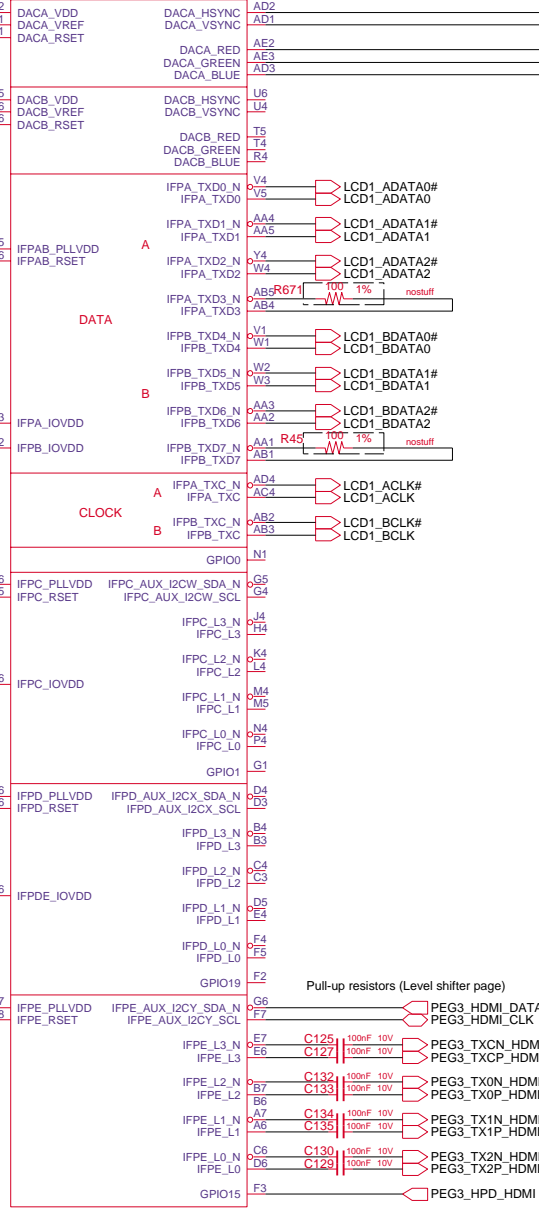 DACA_VDD DACA_HSYNC AD2
DACA_VREF DACA_VSYNC AD1
DACA_RSET
DACA_RED AE2
DACA_GREEN AE3
DACA_BLUE AD3
DACB_VDD DACB_HSYNC U6
DACB_VREF DACB_VSYNC U4
DACB_RSET
DACB_RED T5
DACB_GREEN T4
DACB_BLUE R4
IFPA_TXD0_N V4 LCD1_ADATA0#
IFPA_TXD0 V5 LCD1_ADATA0
IFPA_TXD1_N AA4 LCD1_ADATA1#
IFPA_TXD1 AA5 LCD1_ADATA1
IFPAB_PLLVDD A
IFPAB_RSET
IFPA_TXD2_N Y4 LCD1_ADATA2#
IFPA_TXD2 W4 LCD1_ADATA2
IFPA_TXD3_N AB5 R671 100 1% nostuff
IFPA_TXD3 AB4
DATA
IFPB_TXD4_N V1 LCD1_BDATA0#
IFPB_TXD4 W1 LCD1_BDATA0
IFPB_TXD5_N W2 LCD1_BDATA1#
IFPB_TXD5 W3 LCD1_BDATA1
B
IFPB_TXD6_N AA3 LCD1_BDATA2#
IFPA_IOVDD IFPB_TXD6 AA2 LCD1_BDATA2
IFPB_IOVDD IFPB_TXD7_N AA1 R45 100 1% nostuff
IFPB_TXD7 AB1
A IFPA_TXC_N AD4 LCD1_ACLK#
IFPA_TXC AC4 LCD1_ACLK
CLOCK
B IFPB_TXC_N AB2 LCD1_BCLK#
IFPB_TXC AB3 LCD1_BCLK
GPIO0 N1
IFPC_PLLVDD IFPC_AUX_I2CW_SDA_N G5
IFPC_RSET IFPC_AUX_I2CW_SCL G4
IFPC_L3_N J4
IFPC_L3 H4
IFPC_L2_N K4
IFPC_L2 L4
IFPC_IOVDD
IFPC_L1_N M4
IFPC_L1 M5
IFPC_L0_N N4
IFPC_L0 P4
GPIO1 G1
IFPD_PLLVDD IFPD_AUX_I2CX_SDA_N D4
IFPD_RSET IFPD_AUX_I2CX_SCL D3
IFPD_L3_N B4
IFPD_L3 B3
IFPD_L2_N C4
IFPD_L2 C3
IFPDE_IOVDD
IFPD_L1_N D5
IFPD_L1 E4
IFPD_L0_N F4
IFPD_L0 F5
GPIO19 F2
Pull-up resistors (Level shifter page)
IFPE_PLLVDD IFPE_AUX_I2CY_SDA_N G6 PEG3_HDMI_DATA
IFPE_RSET IFPE_AUX_I2CY_SCL F7 PEG3_HDMI_CLK
IFPE_L3_N E7 C125 100nF 10V PEG3_TXCN_HDMI
IFPE_L3 E6 C127 100nF 10V PEG3_TXCP_HDMI
IFPE_L2_N B7 C132 100nF 10V PEG3_TX0N_HDMI
IFPE_L2 B6 C133 100nF 10V PEG3_TX0P_HDMI
IFPE_L1_N A7 C134 100nF 10V PEG3_TX1N_HDMI
IFPE_L1 A6 C135 100nF 10V PEG3_TX1P_HDMI
IFPE_L0_N C6 C130 100nF 10V PEG3_TX2N_HDMI
IFPE_L0 D6 C129 100nF 10V PEG3_TX2P_HDMI
GPIO15 F3 PEG3_HPD_HDMI